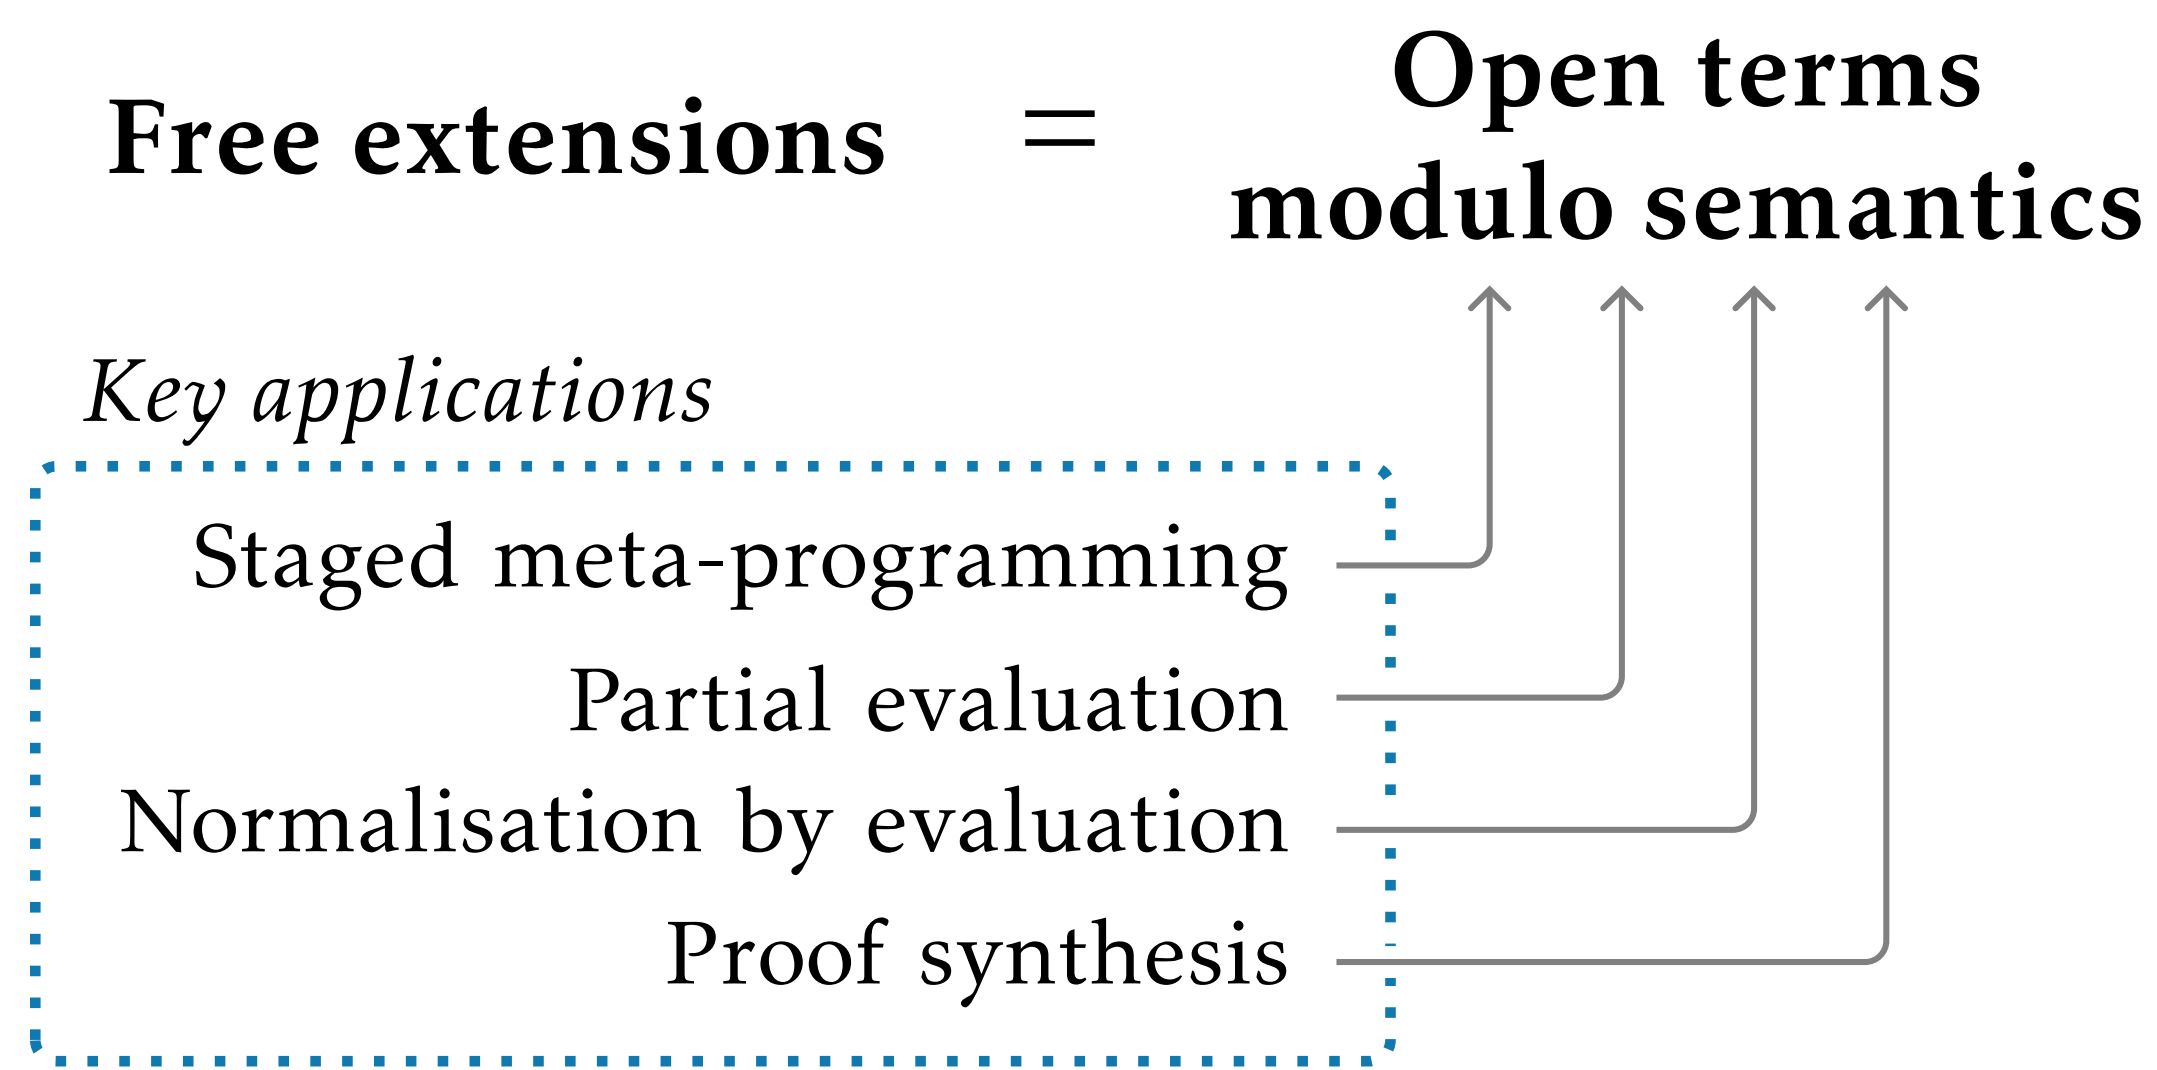 Free extensions = Open terms
modulo semantics
Key applications
Staged meta-programming
Partial evaluation
Normalisation by evaluation
Proof synthesis